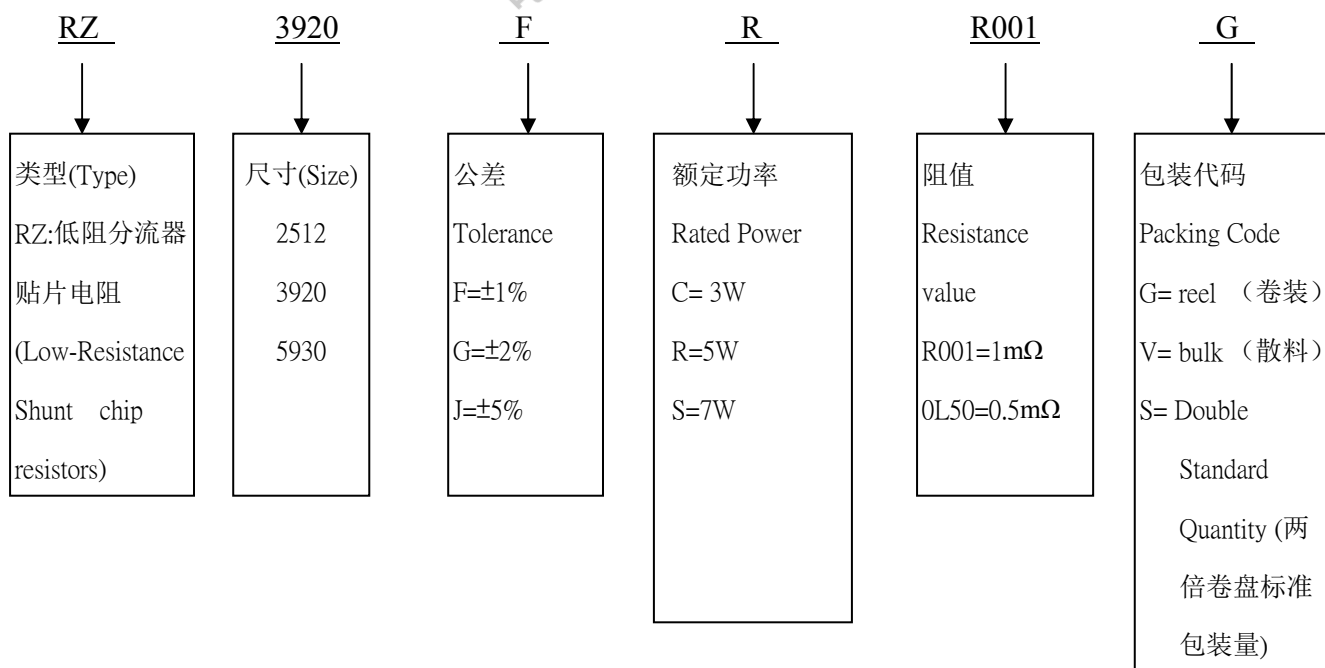 RZ 3920 F R R001 G
类型(Type)
RZ:低阻分流器
贴片电阻
(Low-Resistance
Shunt chip
resistors)
尺寸(Size)
2512
3920
5930
公差
Tolerance
F=±1%
G=±2%
J=±5%
额定功率
Rated Power
C= 3W
R=5W
S=7W
阻值
Resistance
value
R001=1mΩ
0L50=0.5mΩ
包装代码
Packing Code
G= reel （卷装）
V= bulk （散料）
S= Double
Standard
Quantity (两
倍卷盘标准
包装量)